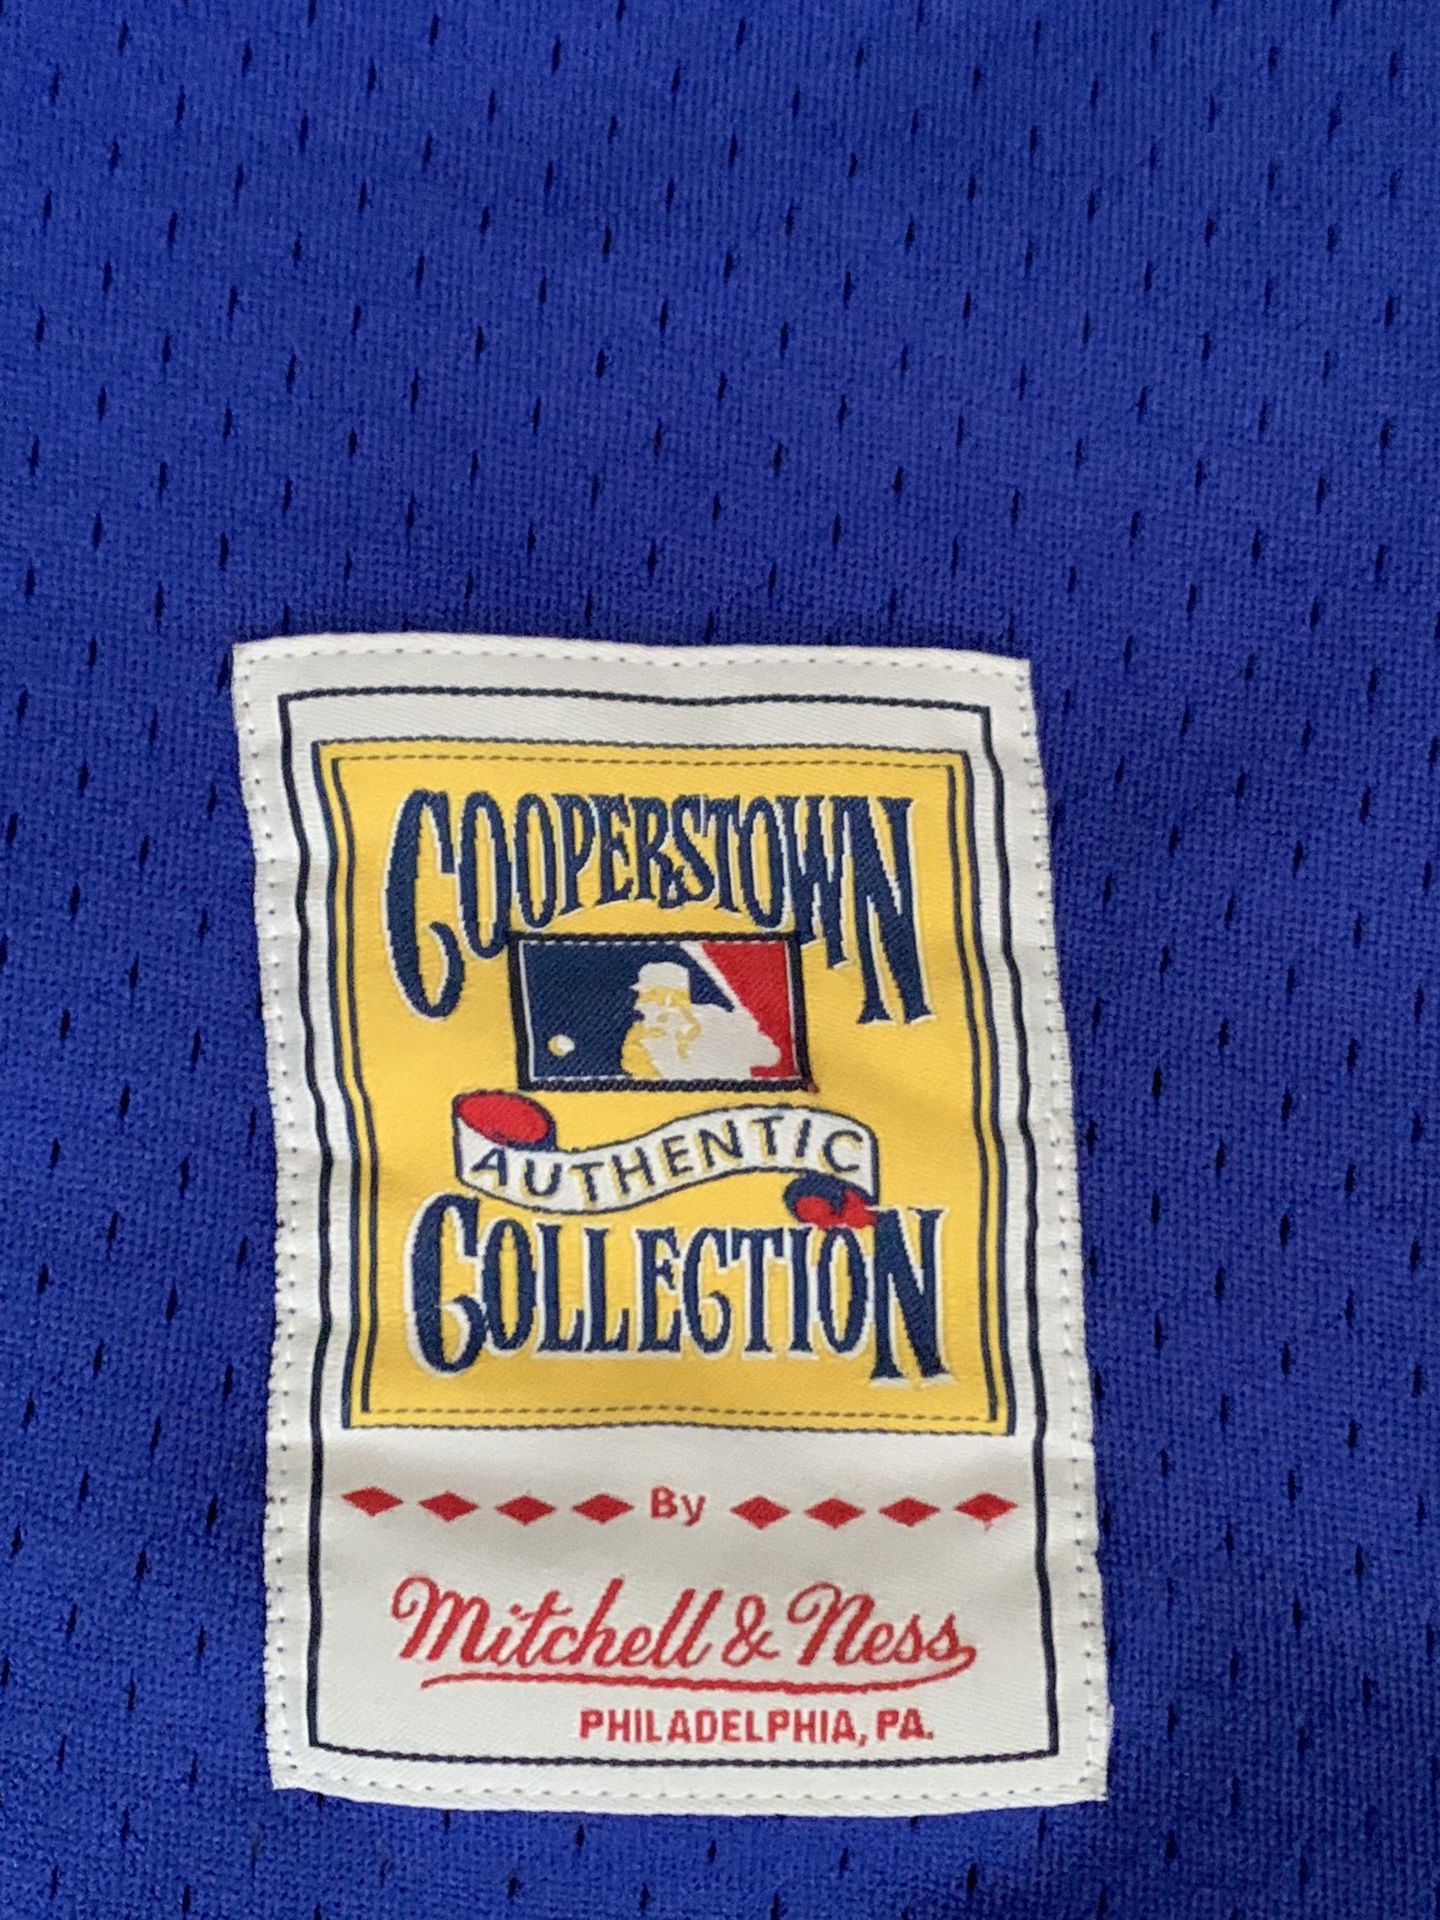 COOPERSTOWN
AUTHENTIC
COLLECTION
By
Mitchell & Ness
PHILADELPHIA, PA.